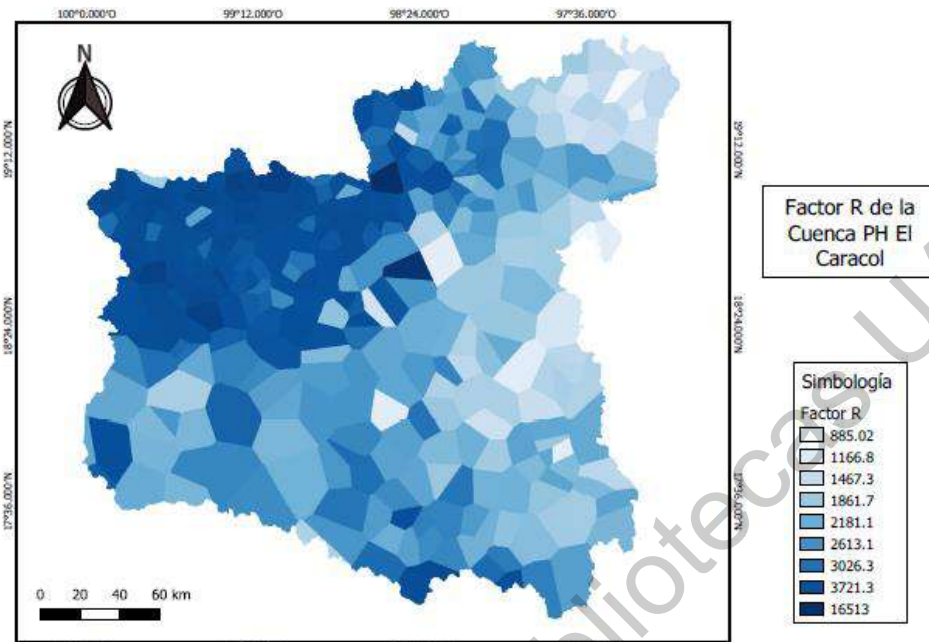 100°0.000'O 99°12.000'O 98°24.000'O 97°36.000'O
N
19°12.000'N
18°24.000'N
17°36.000'N
19°12.000'N
18°24.000'N
17°36.000'N
0 20 40 60 km
Factor R de la
Cuenca PH El
Caracol
Simbología
Factor R
885.02
1166.8
1467.3
1861.7
2181.1
2613.1
3026.3
3721.3
16513
bliotecas U